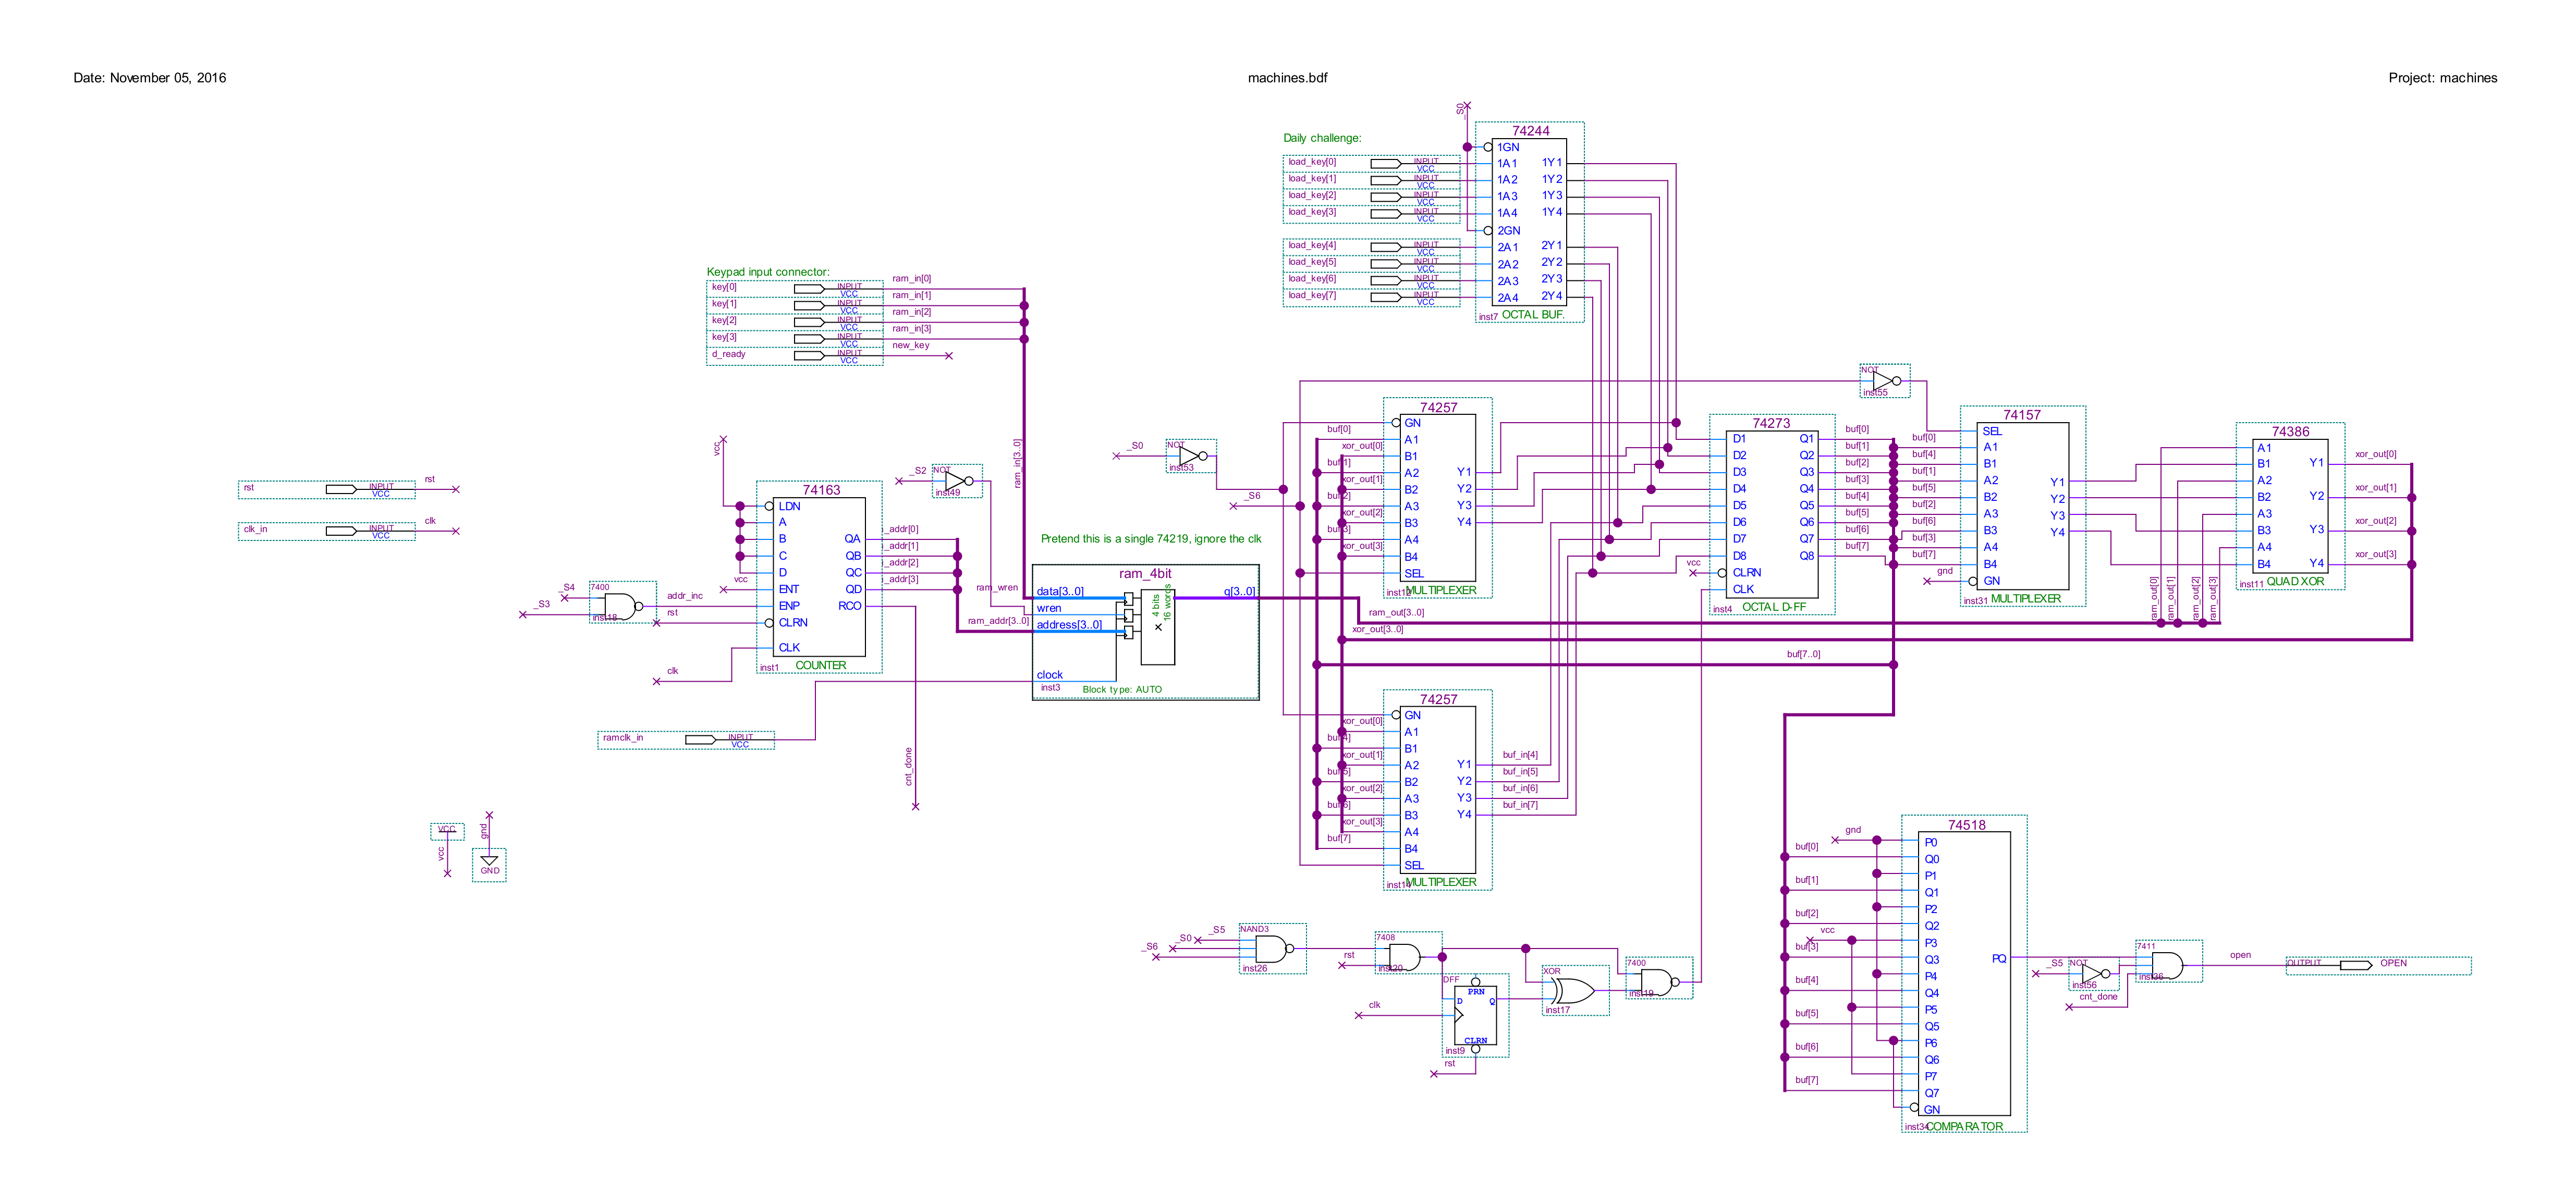 Date: November 05, 2016
machines.bdf
Project: machines
_S0
74244
Daily challenge:
load_key[0] INPUT VCC
load_key[1] INPUT VCC
load_key[2] INPUT VCC
load_key[3] INPUT VCC
load_key[4] INPUT VCC
load_key[5] INPUT VCC
load_key[6] INPUT VCC
load_key[7] INPUT VCC
1GN
1A1 1Y1
1A2 1Y2
1A3 1Y3
1A4 1Y4
2GN
2A1 2Y1
2A2 2Y2
2A3 2Y3
2A4 2Y4
inst7 OCTAL BUF.
Keypad input connector:
key[0] INPUT VCC ram_in[0]
key[1] INPUT VCC ram_in[1]
key[2] INPUT VCC ram_in[2]
key[3] INPUT VCC ram_in[3]
d_ready INPUT VCC new_key
ram_in[3..0]
rst INPUT VCC rst
clk_in INPUT VCC clk
vcc
74163
LDN
A
B
C
D
ENT
ENP
CLRN
CLK
QA _addr[0]
QB _addr[1]
QC _addr[2]
QD _addr[3]
RCO
inst1 COUNTER
vcc
_S4
_S3
7400
inst18
addr_inc
rst
clk
cnt_done
_S2 NOT
inst49
ram_wren
ram_addr[3..0]
Pretend this is a single 74219, ignore the clk
ram_4bit
data[3..0]
wren
address[3..0]
clock
q[3..0]
4 bits
16 words
inst3
Block type: AUTO
ramclk_in INPUT VCC
VCC
vcc
gnd
GND
_S0 NOT
inst53
_S6
74257
GN
buf[0] A1
xor_out[0] B1
buf[1] A2
xor_out[1] B2
buf[2] A3
xor_out[2] B3
buf[3] A4
xor_out[3] B4
SEL
Y1
Y2
Y3
Y4
inst12 MULTIPLEXER
ram_out[3..0]
xor_out[3..0]
buf[7..0]
74257
GN
xor_out[0] A1
buf[4] B1
xor_out[1] A2
buf[5] B2
xor_out[2] A3
buf[6] B3
xor_out[3] A4
buf[7] B4
SEL
Y1 buf_in[4]
Y2 buf_in[5]
Y3 buf_in[6]
Y4 buf_in[7]
inst14 MULTIPLEXER
74273
D1 Q1 buf[0]
D2 Q2 buf[1]
D3 Q3 buf[2]
D4 Q4 buf[3]
D5 Q5 buf[4]
D6 Q6 buf[5]
D7 Q7 buf[6]
D8 Q8 buf[7]
vcc CLRN
CLK
inst4 OCTAL D-FF
NOT
inst55
74157
SEL
buf[0] A1
buf[4] B1
buf[1] A2
buf[5] B2
buf[2] A3
buf[6] B3
buf[3] A4
buf[7] B4
gnd GN
Y1
Y2
Y3
Y4
inst31 MULTIPLEXER
74386
A1
B1
A2
B2
A3
B3
A4
B4
Y1 xor_out[0]
Y2 xor_out[1]
Y3 xor_out[2]
Y4 xor_out[3]
inst11 QUAD XOR
ram_out[0]
ram_out[1]
ram_out[2]
ram_out[3]
_S5
_S0
_S6
NAND3
inst26
7408
rst
inst20
DFF
PRN
D Q
CLRN
clk
inst9
rst
XOR
inst17
7400
inst19
74518
gnd P0
buf[0] Q0
P1
buf[1] Q1
P2
buf[2] Q2
vcc P3
buf[3] Q3
P4
buf[4] Q4
P5
buf[5] Q5
P6
buf[6] Q6
P7
buf[7] Q7
GN
PQ
inst34 COMPARATOR
_S5 NOT
inst56
cnt_done
7411
inst36
open
OUTPUT OPEN